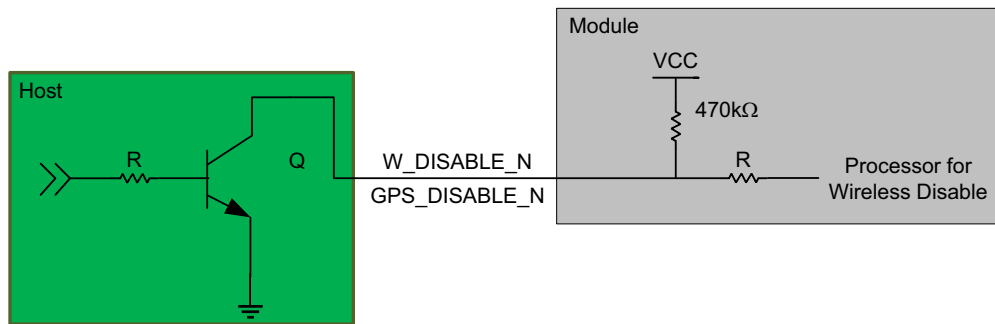 Host
R
Q
W_DISABLE_N
GPS_DISABLE_N
Module
VCC
470kΩ
R
Processor for
Wireless Disable